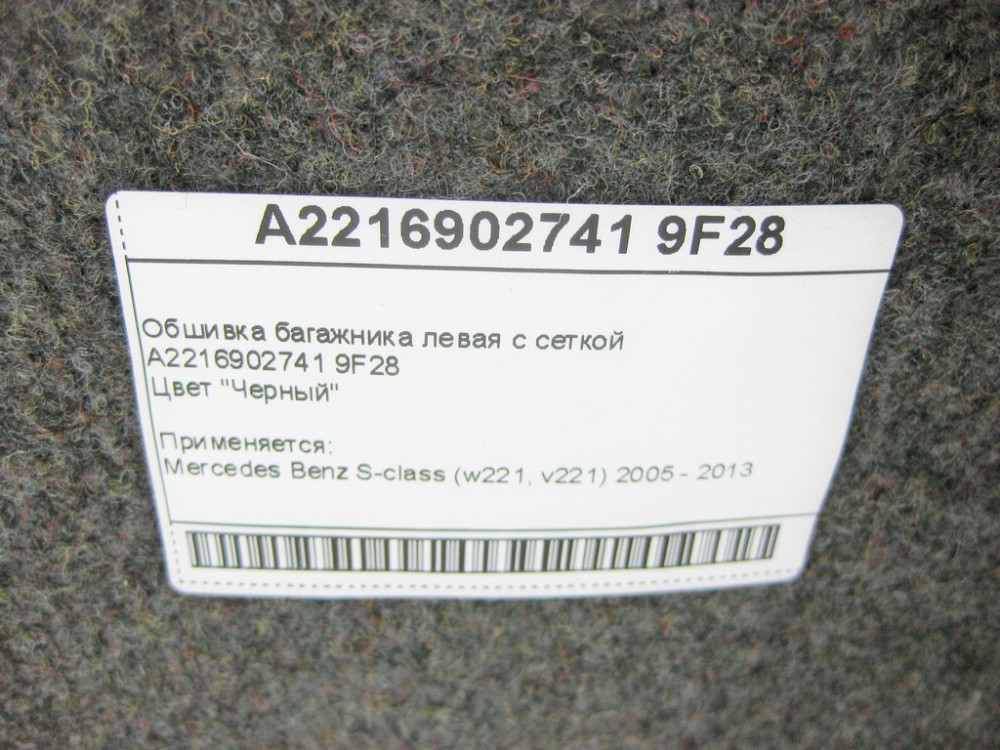 A2216902741 9F28
Обшивка багажника левая с сеткой
A2216902741 9F28
Цвет "Черный"
Применяется:
Mercedes Benz S-class (w221, v221) 2005 - 2013